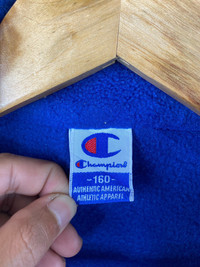 Champion
-160-
AUTHENTIC AMERICAN
ATHLETIC APPAREL